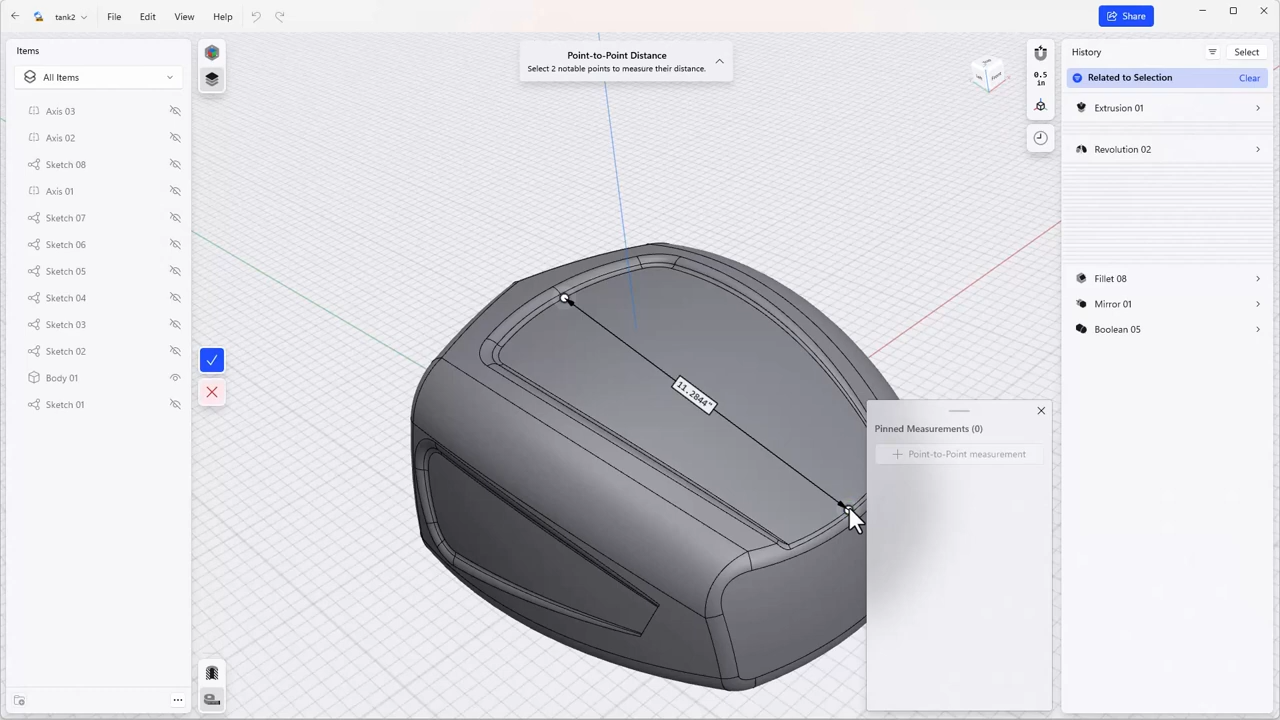 tank2
File
Edit
View
Help
Share
Items
All Items
Axis 03
Axis 02
Sketch 08
Axis 01
Sketch 07
Sketch 06
Sketch 05
Sketch 04
Sketch 03
Sketch 02
Body 01
Sketch 01
Point-to-Point Distance
Select 2 notable points to measure their distance.
0.5
in
11.2844"
Pinned Measurements (0)
Point-to-Point measurement
History
Select
Related to Selection
Clear
Extrusion 01
Revolution 02
Fillet 08
Mirror 01
Boolean 05